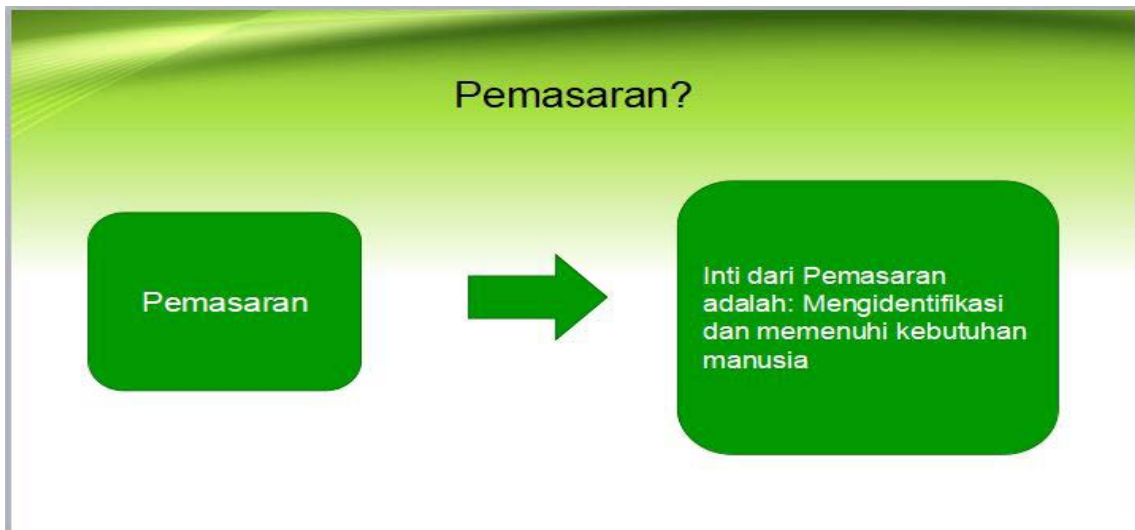 Pemasaran?
Pemasaran
Inti dari Pemasaran
adalah: Mengidentifikasi
dan memenuhi kebutuhan
manusia